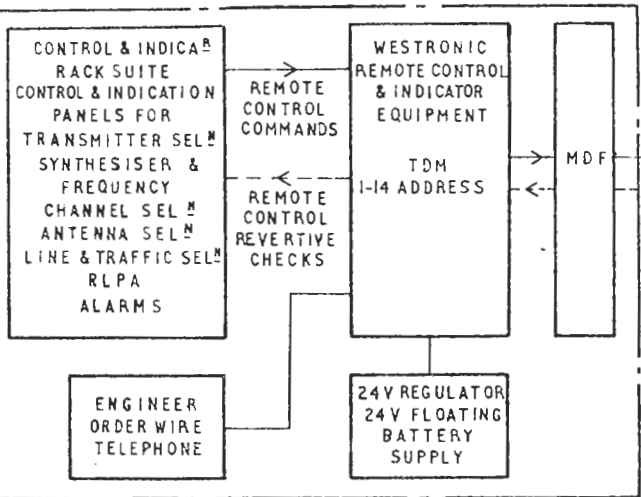 CONTROL & INDICAR
RACK SUITE
CONTROL & INDICATION
PANELS FOR
TRANSMITTER SELN
SYNTHESISER &
FREQUENCY
CHANNEL SELN
ANTENNA SELN
LINE & TRAFFIC SELN
RLPA
ALARMS
REMOTE
CONTROL
COMMANDS
REMOTE
CONTROL
REVERTIVE
CHECKS
WESTRONIC
REMOTE CONTROL
& INDICATOR
EQUIPMENT
TDM
1-14 ADDRESS
MDF
ENGINEER
ORDER WIRE
TELEPHONE
24V REGULATOR
24V FLOATING
BATTERY
SUPPLY